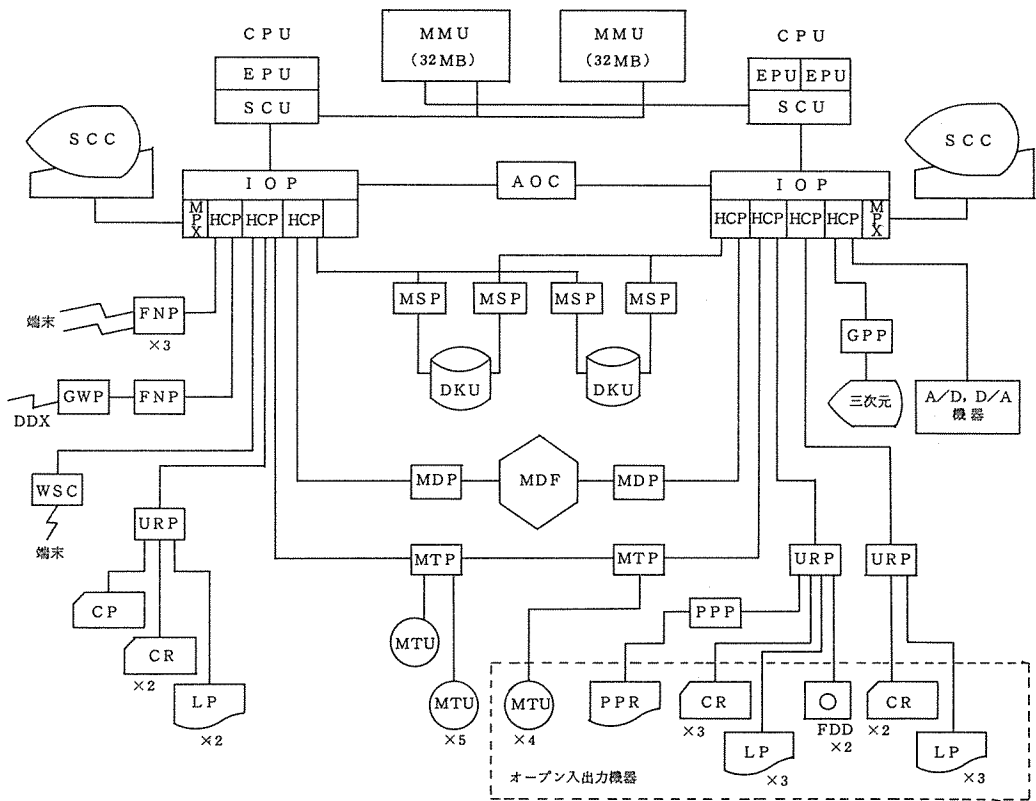 CPU
MMU
(32MB)
MMU
(32MB)
CPU
EPU
SCU
EPU
EPU
SCU
SCC
SCC
IOP
AOC
IOP
MPX
HCP
HCP
HCP
HCP
HCP
HCP
HCP
MPX
MSP
MSP
MSP
MSP
端末
FNP
×3
GPP
DKU
DKU
GWP
FNP
DDX
三次元
A/D, D/A
機器
WSC
端末
MDP
MDF
MDP
URP
MTP
MTP
URP
URP
CP
PPP
CR
×2
MTU
LP
×2
MTU
×5
MTU
×4
PPR
CR
×3
FDD
×2
CR
×2
LP
×3
LP
×3
オープン入出力機器